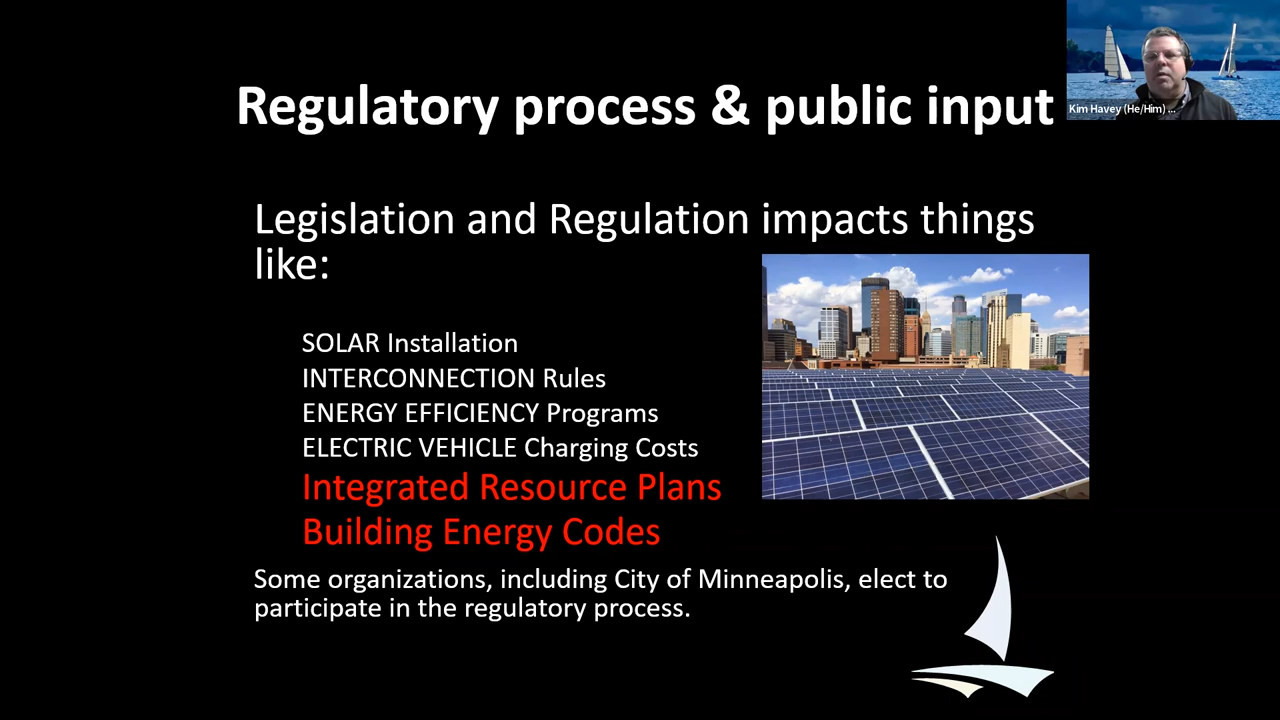 Regulatory process & public input
Kim Havey (He/Him) ...
Legislation and Regulation impacts things
like:
SOLAR Installation
INTERCONNECTION Rules
ENERGY EFFICIENCY Programs
ELECTRIC VEHICLE Charging Costs
Integrated Resource Plans
Building Energy Codes
Some organizations, including City of Minneapolis, elect to
participate in the regulatory process.